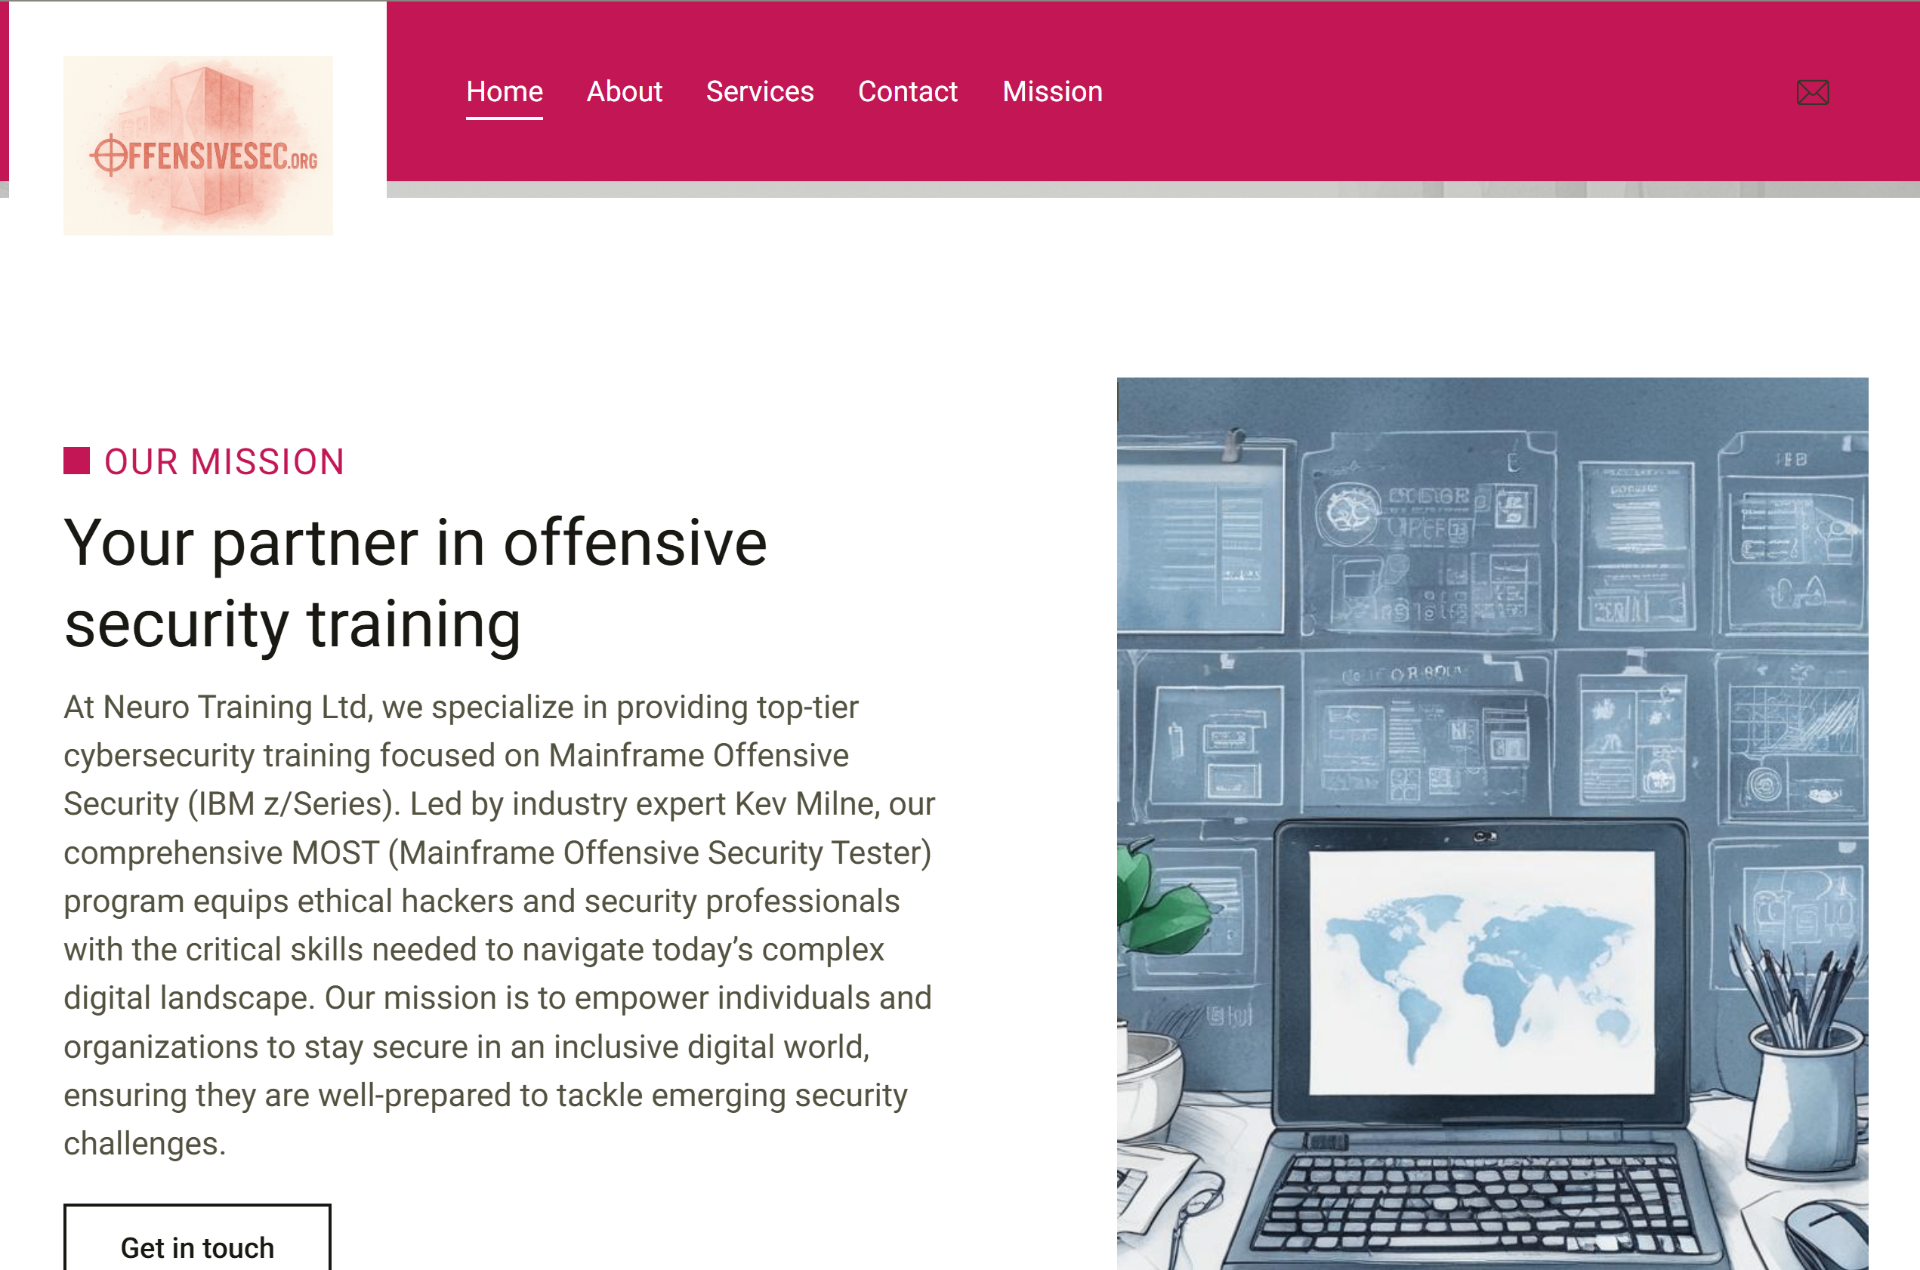 OFFENSIVESEC.ORG
Home About Services Contact Mission
OUR MISSION
Your partner in offensive
security training
At Neuro Training Ltd, we specialize in providing top-tier
cybersecurity training focused on Mainframe Offensive
Security (IBM z/Series). Led by industry expert Kev Milne, our
comprehensive MOST (Mainframe Offensive Security Tester)
program equips ethical hackers and security professionals
with the critical skills needed to navigate today’s complex
digital landscape. Our mission is to empower individuals and
organizations to stay secure in an inclusive digital world,
ensuring they are well-prepared to tackle emerging security
challenges.
Get in touch